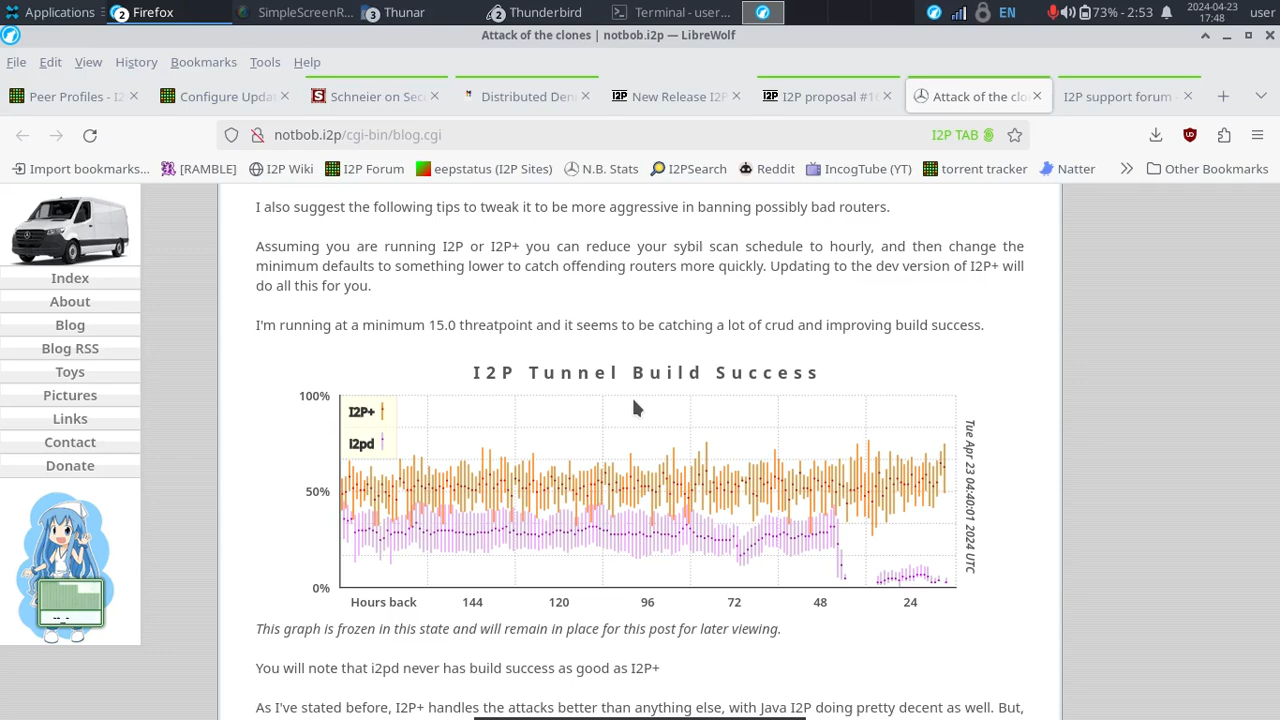 Applications
2 Firefox
SimpleScreenR...
3 Thunar
2 Thunderbird
Terminal - user...
EN
73% - 2:53
2024-04-23
17:48
user
Attack of the clones | notbob.i2p — LibreWolf
File Edit View History Bookmarks Tools Help
Peer Profiles - I2
Configure Updat
Schneier on Sec
Distributed Den
New Release I2P
I2P proposal #1
Attack of the clo
I2P support forum -
notbob.i2p/cgi-bin/blog.cgi
I2P TAB
Import bookmarks...
[RAMBLE]
I2P Wiki
I2P Forum
eepstatus (I2P Sites)
N.B. Stats
I2PSearch
Reddit
IncogTube (YT)
torrent tracker
Natter
Other Bookmarks
Index
About
Blog
Blog RSS
Toys
Pictures
Links
Contact
Donate
I also suggest the following tips to tweak it to be more aggressive in banning possibly bad routers.
Assuming you are running I2P or I2P+ you can reduce your sybil scan schedule to hourly, and then change the
minimum defaults to something lower to catch offending routers more quickly. Updating to the dev version of I2P+ will
do all this for you.
I'm running at a minimum 15.0 threatpoint and it seems to be catching a lot of crud and improving build success.
I2P Tunnel Build Success
100%
I2P+
i2pd
50%
0%
Hours back 144 120 96 72 48 24
Tue Apr 23 04:40:01 2024 UTC
This graph is frozen in this state and will remain in place for this post for later viewing.
You will note that i2pd never has build success as good as I2P+
As I've stated before, I2P+ handles the attacks better than anything else, with Java I2P doing pretty decent as well. But,